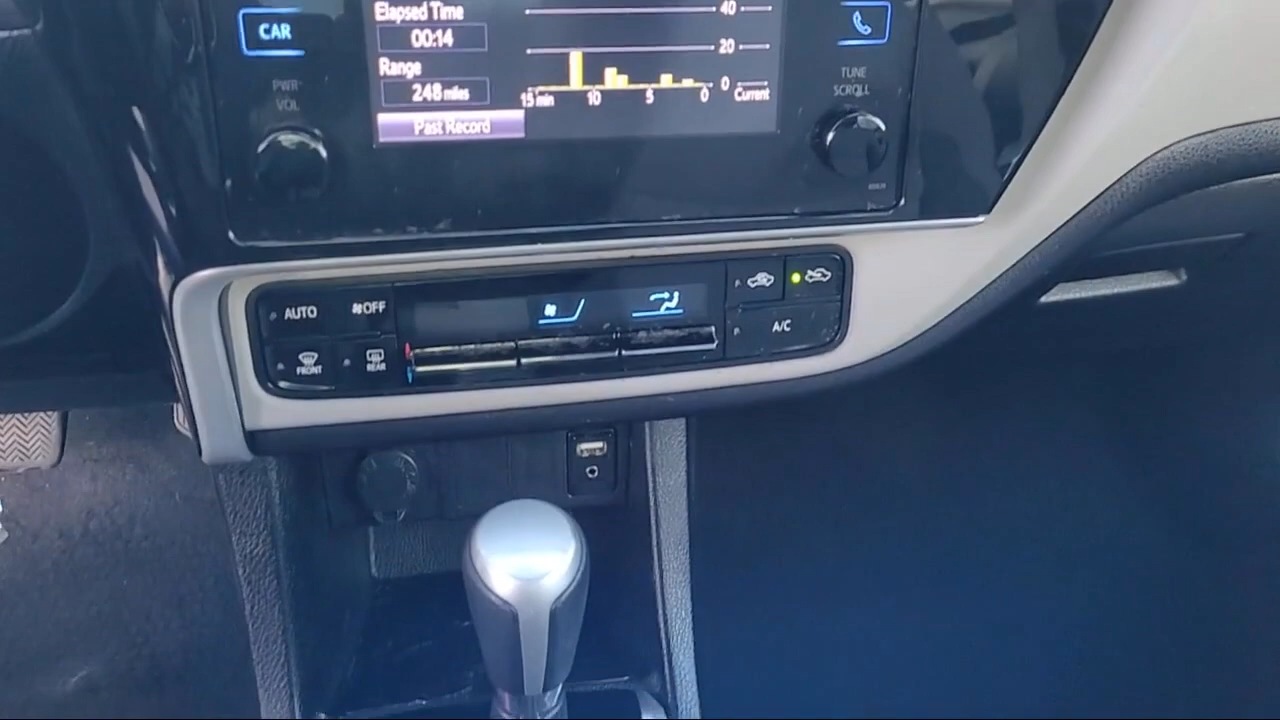 CAR
Elapsed Time
00:14
Range
248 miles
Past Record
40
20
0
15 min 10 5 0 Current
PWR
VOL
TUNE
SCROLL
AUTO
OFF
FRONT
REAR
A/C